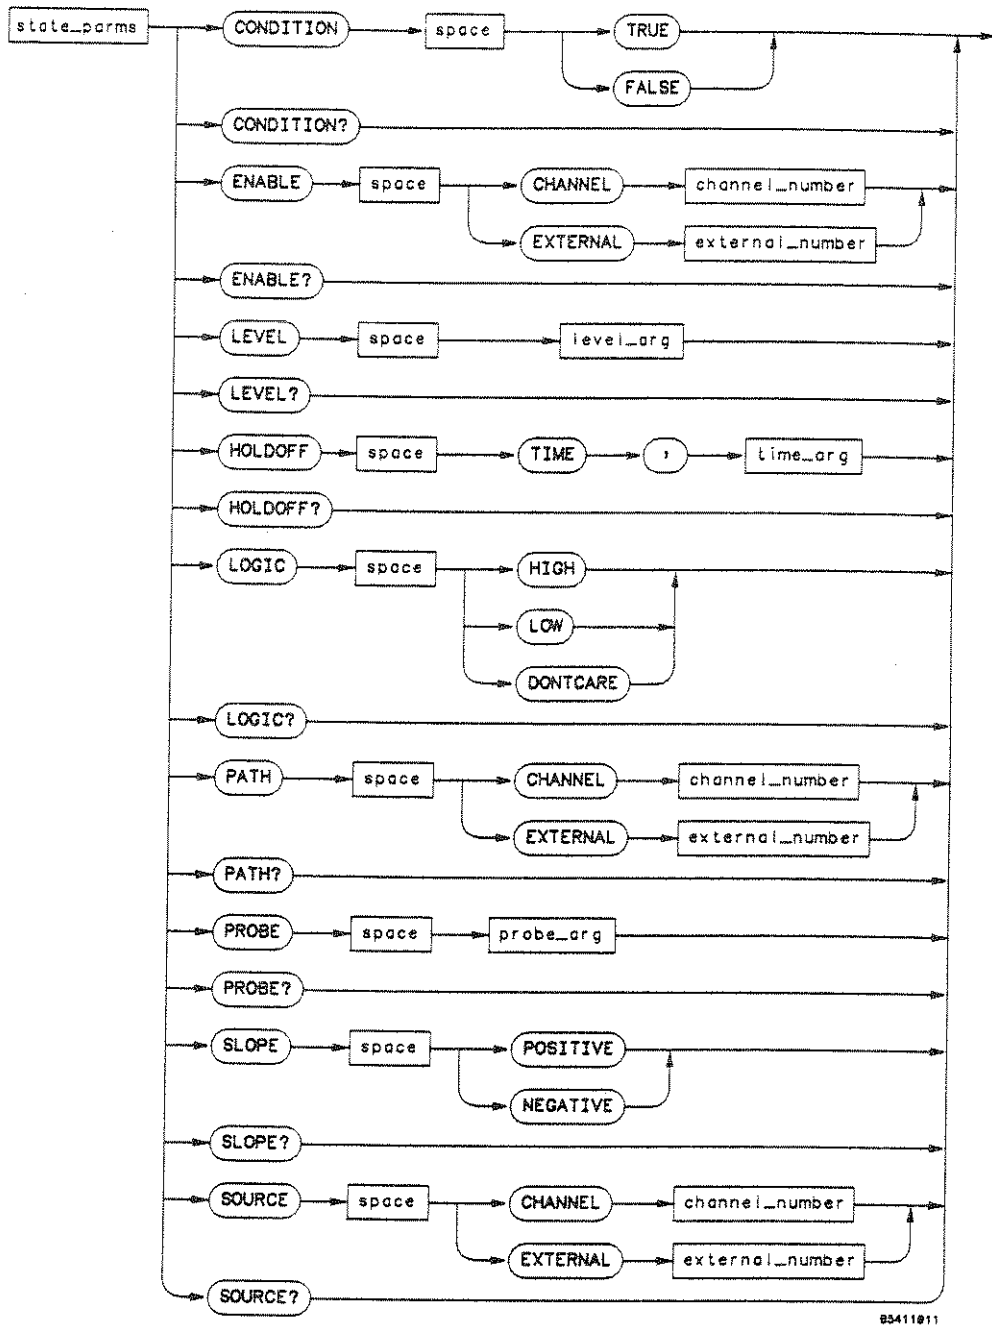 state_parms CONDITION space TRUE
FALSE
CONDITION?
ENABLE space CHANNEL channel_number
EXTERNAL external_number
ENABLE?
LEVEL space level_arg
LEVEL?
HOLDOFF space TIME , time_arg
HOLDOFF?
LOGIC space HIGH
LOW
DONTCARE
LOGIC?
PATH space CHANNEL channel_number
EXTERNAL external_number
PATH?
PROBE space probe_arg
PROBE?
SLOPE space POSITIVE
NEGATIVE
SLOPE?
SOURCE space CHANNEL channel_number
EXTERNAL external_number
SOURCE?
05411011